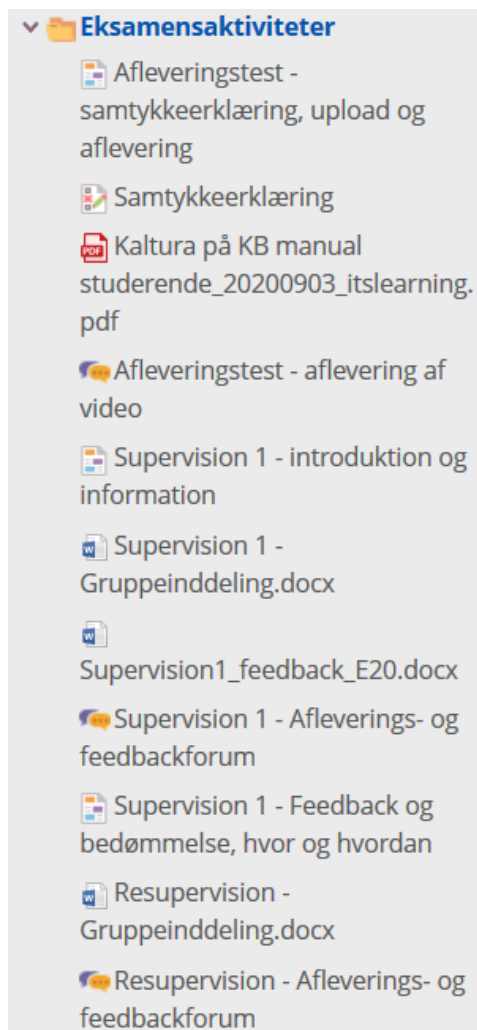 Eksamensaktiviteter
Afleveringstest -
samtykkeerklæring, upload og
aflevering
Samtykkeerklæring
Kaltura på KB manual
studerende_20200903_itslearning.
pdf
Afleveringstest - aflevering af
video
Supervision 1 - introduktion og
information
Supervision 1 -
Gruppeinddeling.docx
Supervision1_feedback_E20.docx
Supervision 1 - Afleverings- og
feedbackforum
Supervision 1 - Feedback og
bedømmelse, hvor og hvordan
Resupervision -
Gruppeinddeling.docx
Resupervision - Afleverings- og
feedbackforum